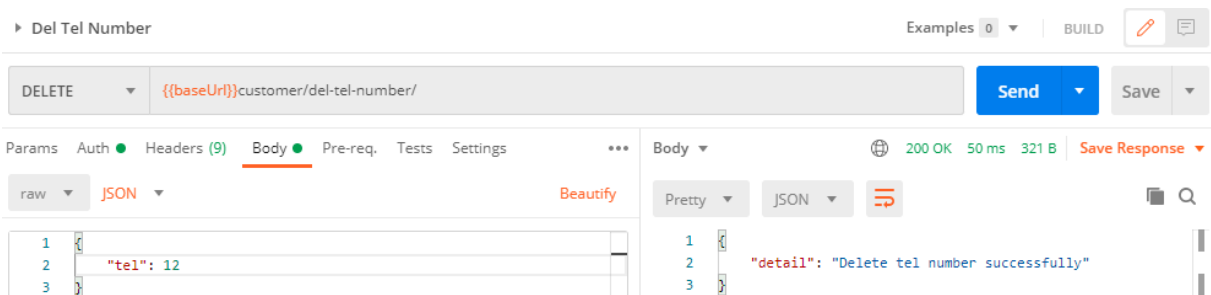 Del Tel Number
Examples 0 BUILD
DELETE {{baseUrl}}customer/del-tel-number/ Send Save
Params Auth Headers (9) Body Pre-req. Tests Settings
raw JSON Beautify
1 {
2 "tel": 12
3 }
Body 200 OK 50 ms 321 B Save Response
Pretty JSON
1 {
2 "detail": "Delete tel number successfully"
3 }